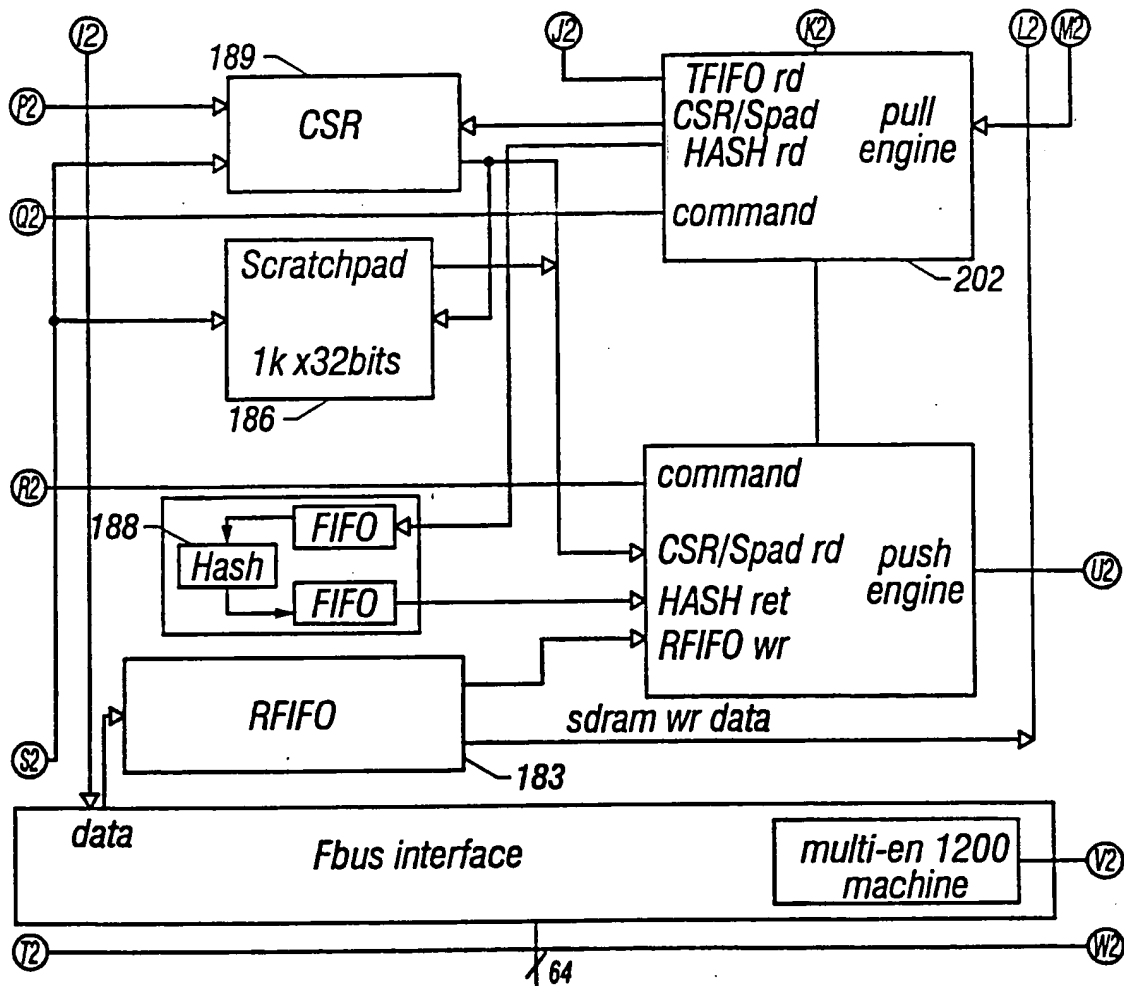 I2
J2
K2
L2
M2
189
P2
CSR
TFIFO rd
CSR/Spad
HASH rd
pull
engine
Q2
command
202
Scratchpad
1k x32bits
186
R2
command
188
FIFO
Hash
FIFO
CSR/Spad rd
HASH ret
RFIFO wr
push
engine
U2
RFIFO
sdram wr data
S2
183
data
Fbus interface
multi-en 1200
machine
V2
T2
64
W2